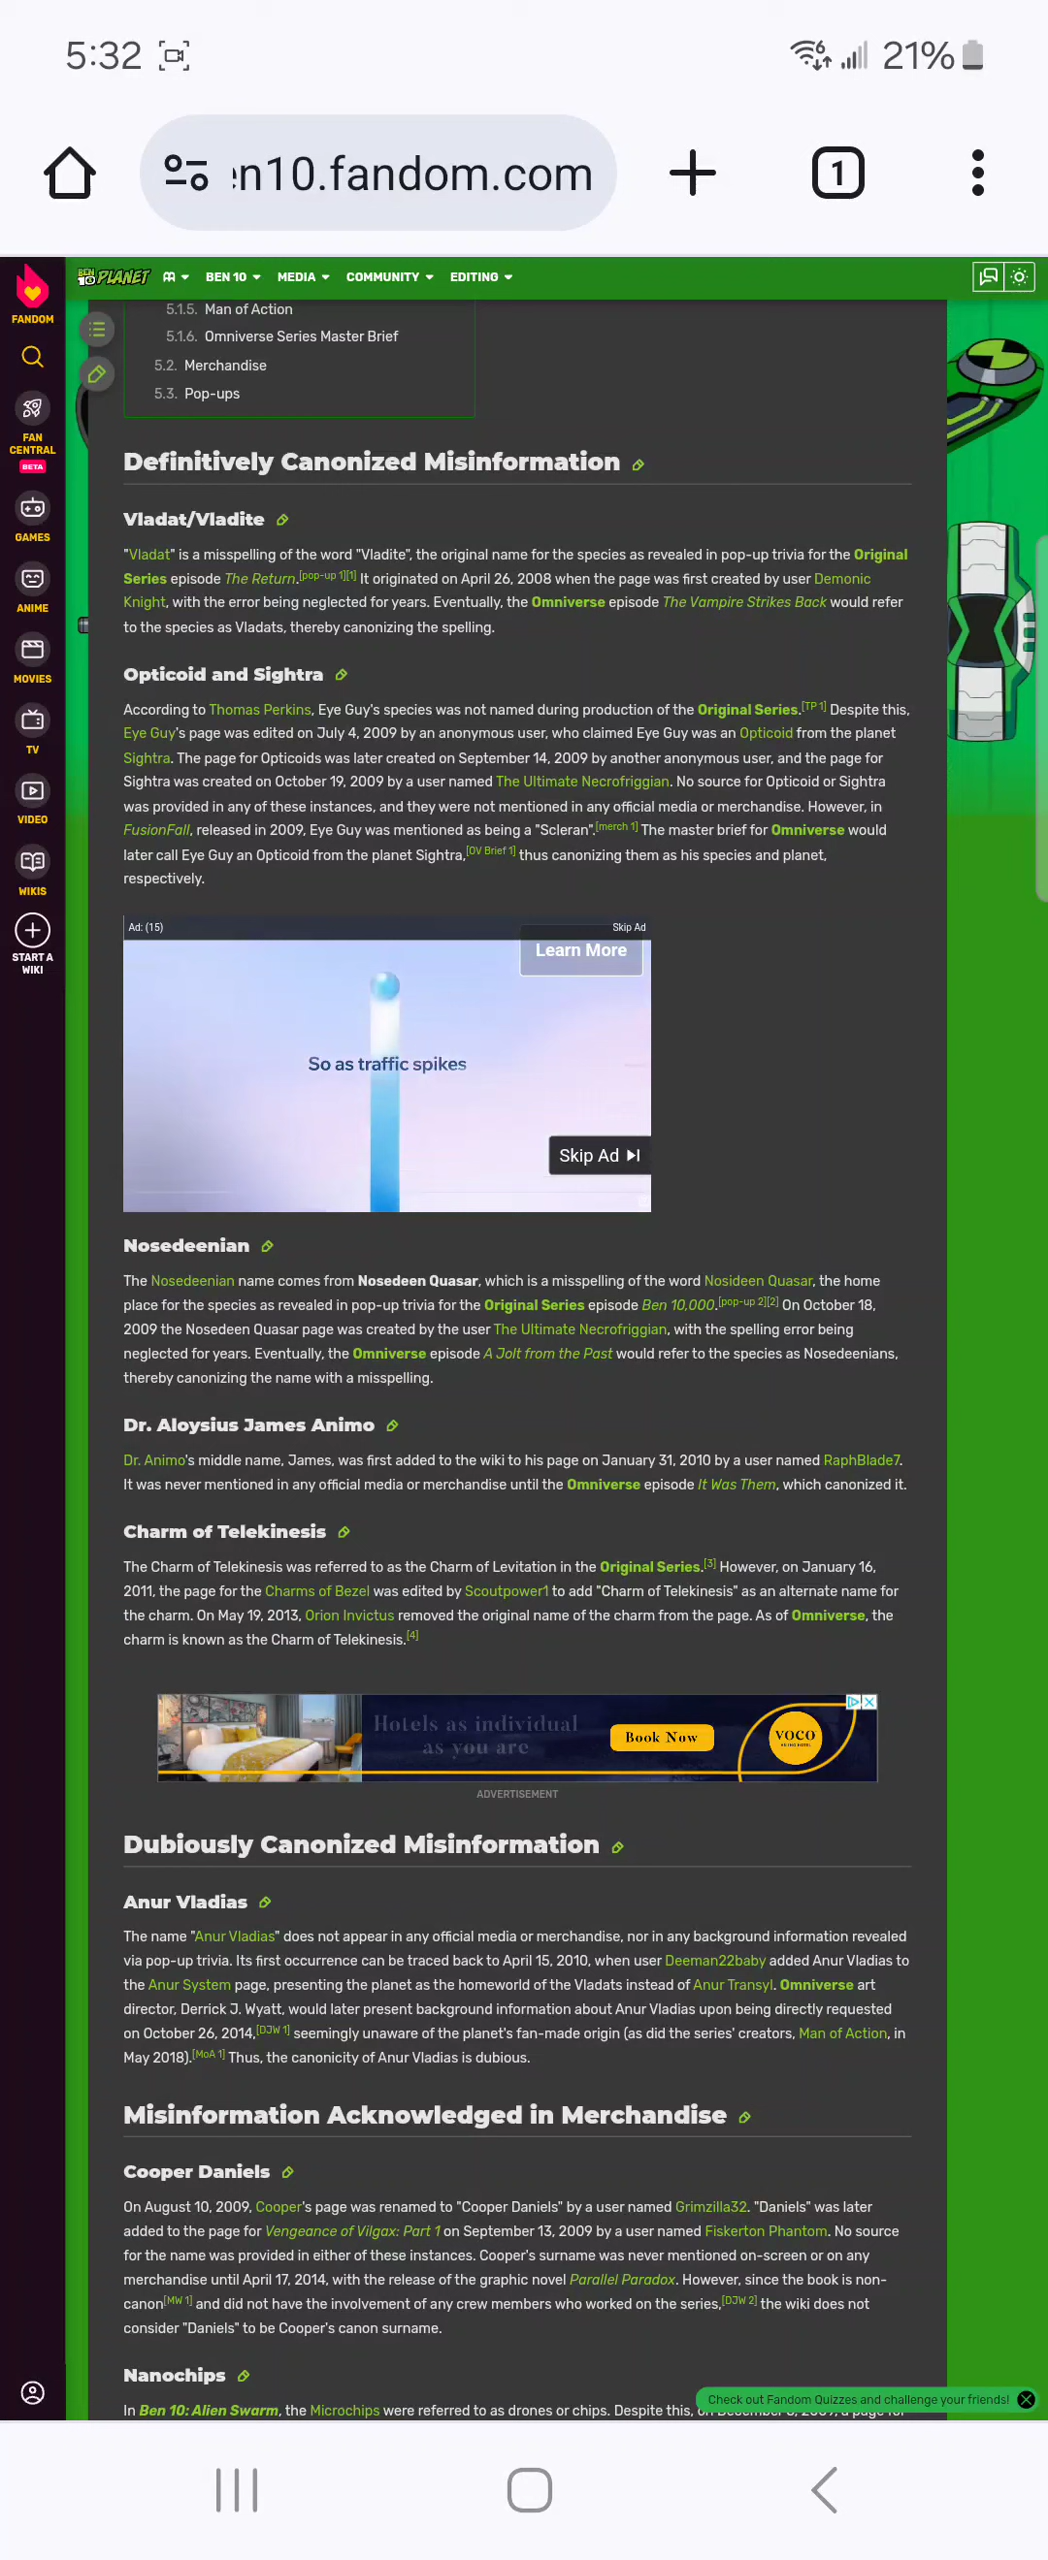 5:32
6
21%
en10.fandom.com
1
FANDOM
BEN 10 PLANET
BEN 10
MEDIA
COMMUNITY
EDITING
FAN CENTRAL
BETA
GAMES
ANIME
MOVIES
TV
VIDEO
WIKIS
START A WIKI
5.1.5. Man of Action
5.1.6. Omniverse Series Master Brief
5.2. Merchandise
5.3. Pop-ups
Definitively Canonized Misinformation
Vladat/Vladite
"Vladat" is a misspelling of the word "Vladite", the original name for the species as revealed in pop-up trivia for the Original
Series episode The Return.[pop-up 1][1] It originated on April 26, 2008 when the page was first created by user Demonic
Knight, with the error being neglected for years. Eventually, the Omniverse episode The Vampire Strikes Back would refer
to the species as Vladats, thereby canonizing the spelling.
Opticoid and Sightra
According to Thomas Perkins, Eye Guy's species was not named during production of the Original Series.[TP 1] Despite this,
Eye Guy's page was edited on July 4, 2009 by an anonymous user, who claimed Eye Guy was an Opticoid from the planet
Sightra. The page for Opticoids was later created on September 14, 2009 by another anonymous user, and the page for
Sightra was created on October 19, 2009 by a user named The Ultimate Necrofriggian. No source for Opticoid or Sightra
was provided in any of these instances, and they were not mentioned in any official media or merchandise. However, in
FusionFall, released in 2009, Eye Guy was mentioned as being a "Scleran".[merch 1] The master brief for Omniverse would
later call Eye Guy an Opticoid from the planet Sightra,[OV Brief 1] thus canonizing them as his species and planet,
respectively.
Ad: (15)
Skip Ad
Learn More
So as traffic spikes
Skip Ad
Nosedeenian
The Nosedeenian name comes from Nosedeen Quasar, which is a misspelling of the word Nosideen Quasar, the home
place for the species as revealed in pop-up trivia for the Original Series episode Ben 10,000.[pop-up 2][2] On October 18,
2009 the Nosedeen Quasar page was created by the user The Ultimate Necrofriggian, with the spelling error being
neglected for years. Eventually, the Omniverse episode A Jolt from the Past would refer to the species as Nosedeenians,
thereby canonizing the name with a misspelling.
Dr. Aloysius James Animo
Dr. Animo's middle name, James, was first added to the wiki to his page on January 31, 2010 by a user named RaphBlade7.
It was never mentioned in any official media or merchandise until the Omniverse episode It Was Them, which canonized it.
Charm of Telekinesis
The Charm of Telekinesis was referred to as the Charm of Levitation in the Original Series.[3] However, on January 16,
2011, the page for the Charms of Bezel was edited by Scoutpower1 to add "Charm of Telekinesis" as an alternate name for
the charm. On May 19, 2013, Orion Invictus removed the original name of the charm from the page. As of Omniverse, the
charm is known as the Charm of Telekinesis.[4]
Hotels as individual
as you are
Book Now
VOCO
ADVERTISEMENT
Dubiously Canonized Misinformation
Anur Vladias
The name "Anur Vladias" does not appear in any official media or merchandise, nor in any background information revealed
via pop-up trivia. Its first occurrence can be traced back to April 15, 2010, when user Deeman22baby added Anur Vladias to
the Anur System page, presenting the planet as the homeworld of the Vladats instead of Anur Transyl. Omniverse art
director, Derrick J. Wyatt, would later present background information about Anur Vladias upon being directly requested
on October 26, 2014,[DJW 1] seemingly unaware of the planet's fan-made origin (as did the series' creators, Man of Action, in
May 2018).[MoA 1] Thus, the canonicity of Anur Vladias is dubious.
Misinformation Acknowledged in Merchandise
Cooper Daniels
On August 10, 2009, Cooper's page was renamed to "Cooper Daniels" by a user named Grimzilla32. "Daniels" was later
added to the page for Vengeance of Vilgax: Part 1 on September 13, 2009 by a user named Fiskerton Phantom. No source
for the name was provided in either of these instances. Cooper's surname was never mentioned on-screen or on any
merchandise until April 17, 2014, with the release of the graphic novel Parallel Paradox. However, since the book is non-
canon[MW 1] and did not have the involvement of any crew members who worked on the series,[DJW 2] the wiki does not
consider "Daniels" to be Cooper's canon surname.
Nanochips
Check out Fandom Quizzes and challenge your friends!
In Ben 10: Alien Swarm, the Microchips were referred to as drones or chips. Despite this,